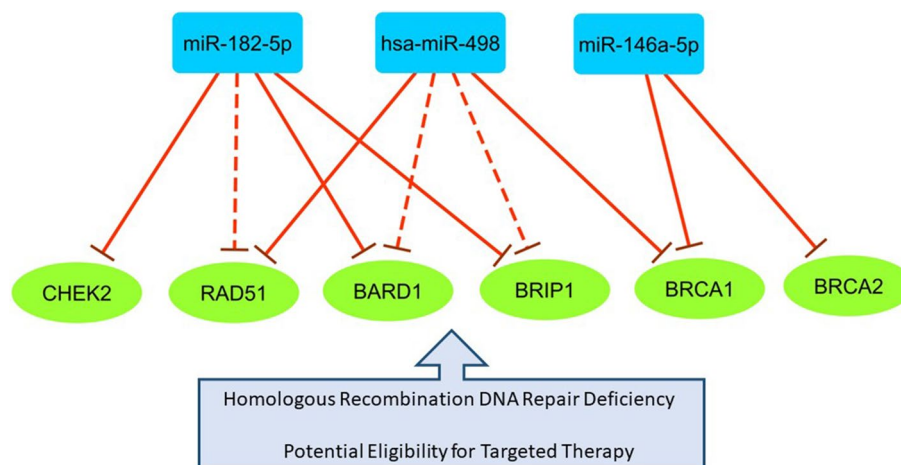 miR-182-5p
hsa-miR-498
miR-146a-5p
CHEK2
RAD51
BARD1
BRIP1
BRCA1
BRCA2
Homologous Recombination DNA Repair Deficiency
Potential Eligibility for Targeted Therapy